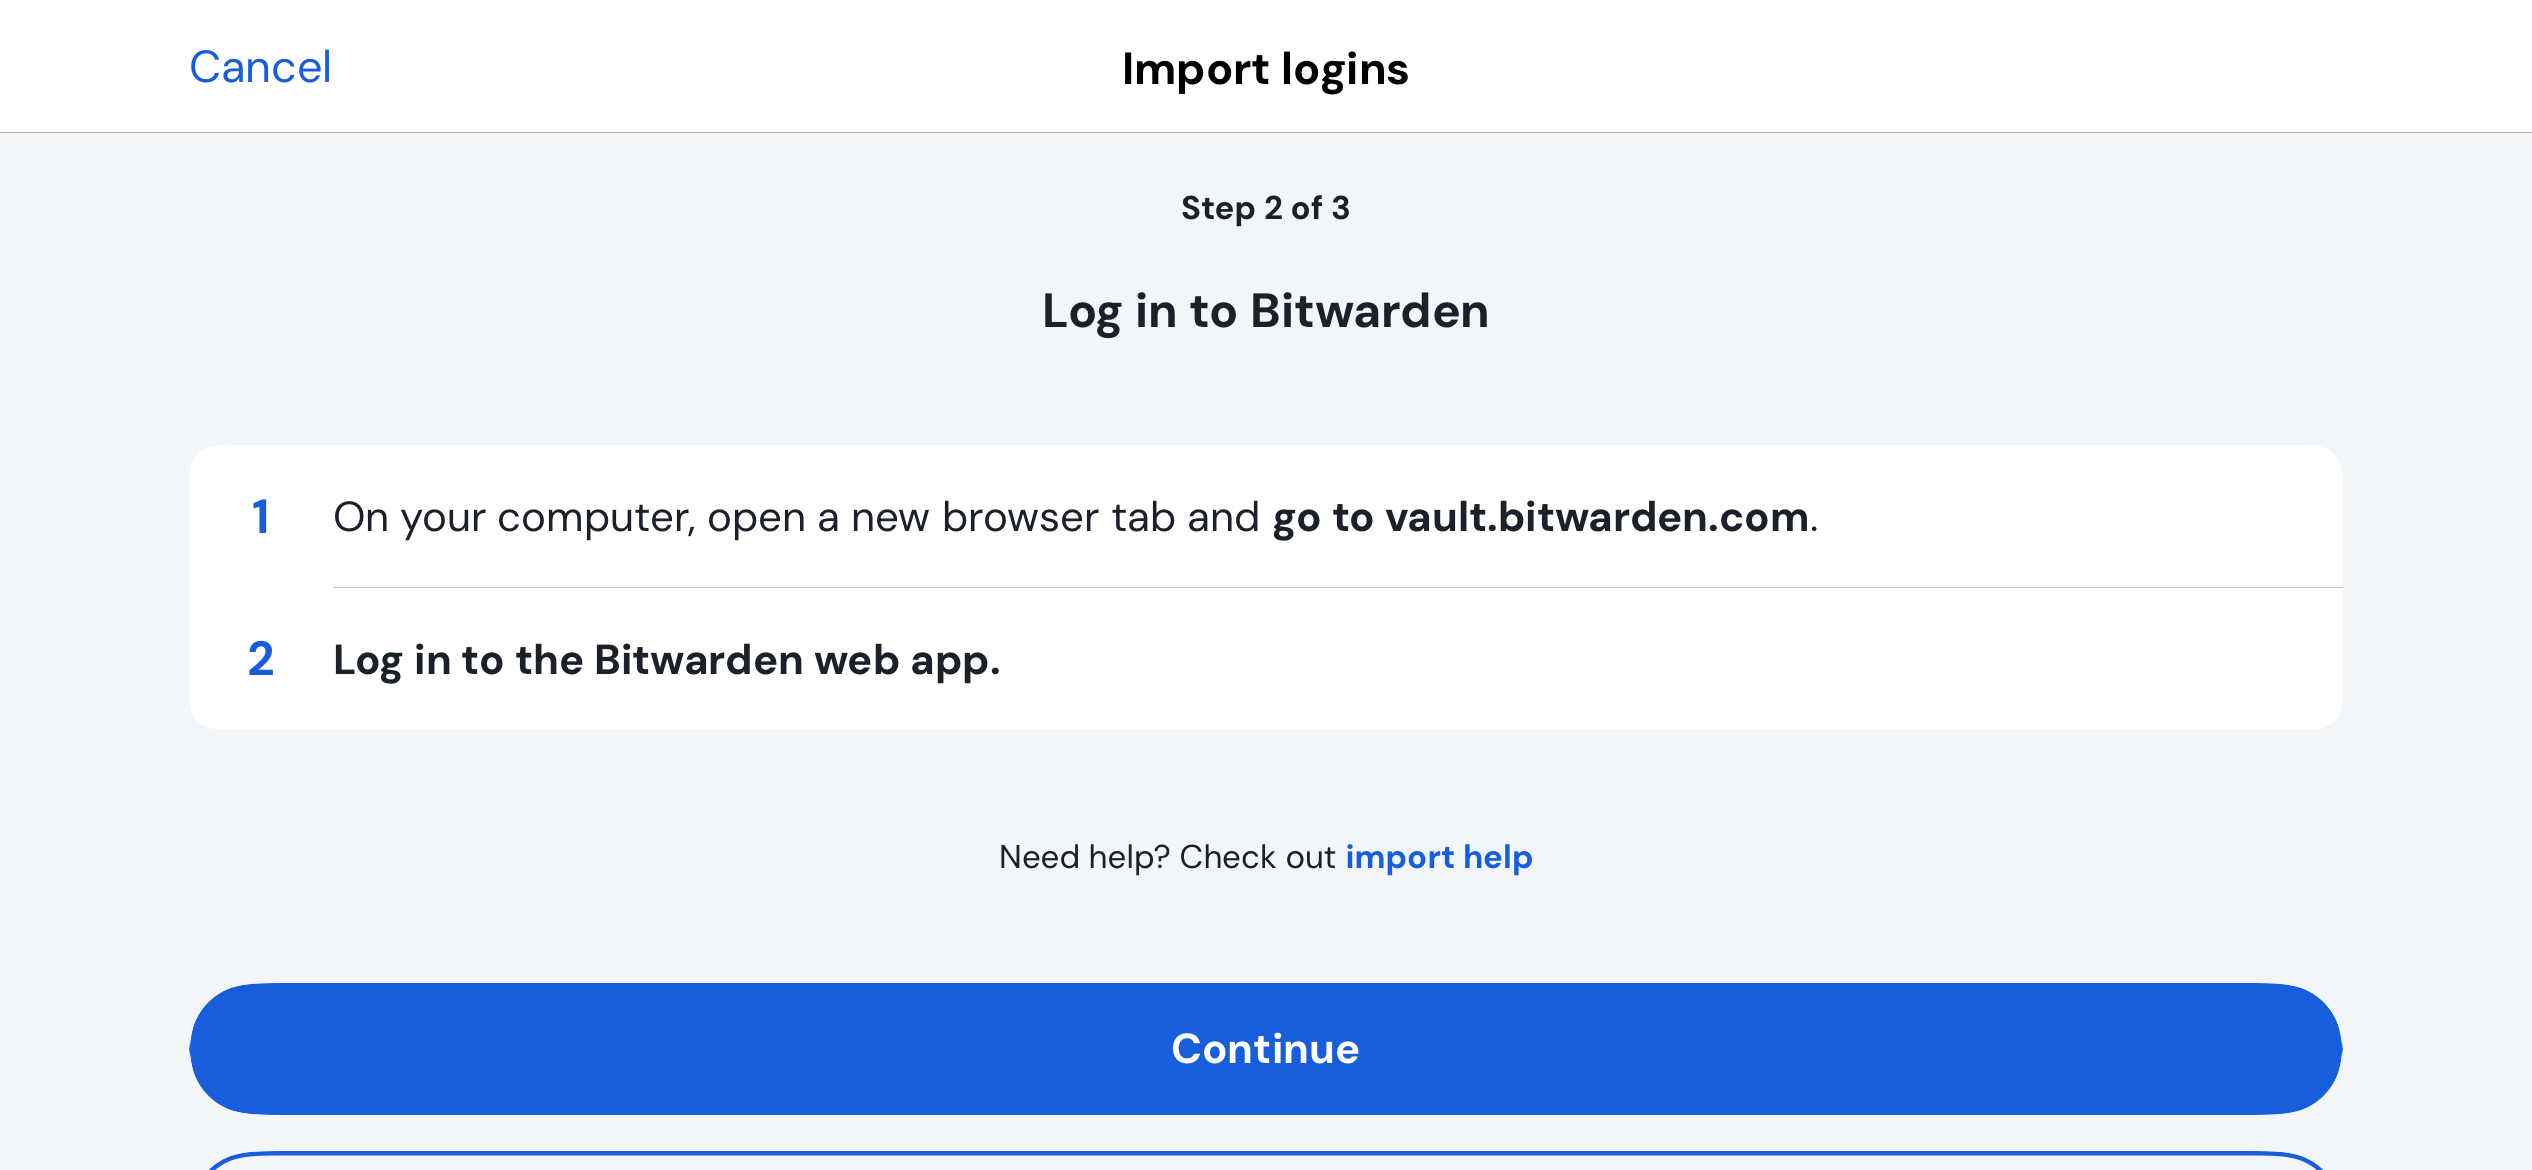 Cancel
Import logins
Step 2 of 3
Log in to Bitwarden
1 On your computer, open a new browser tab and go to vault.bitwarden.com.
2 Log in to the Bitwarden web app.
Need help? Check out import help
Continue